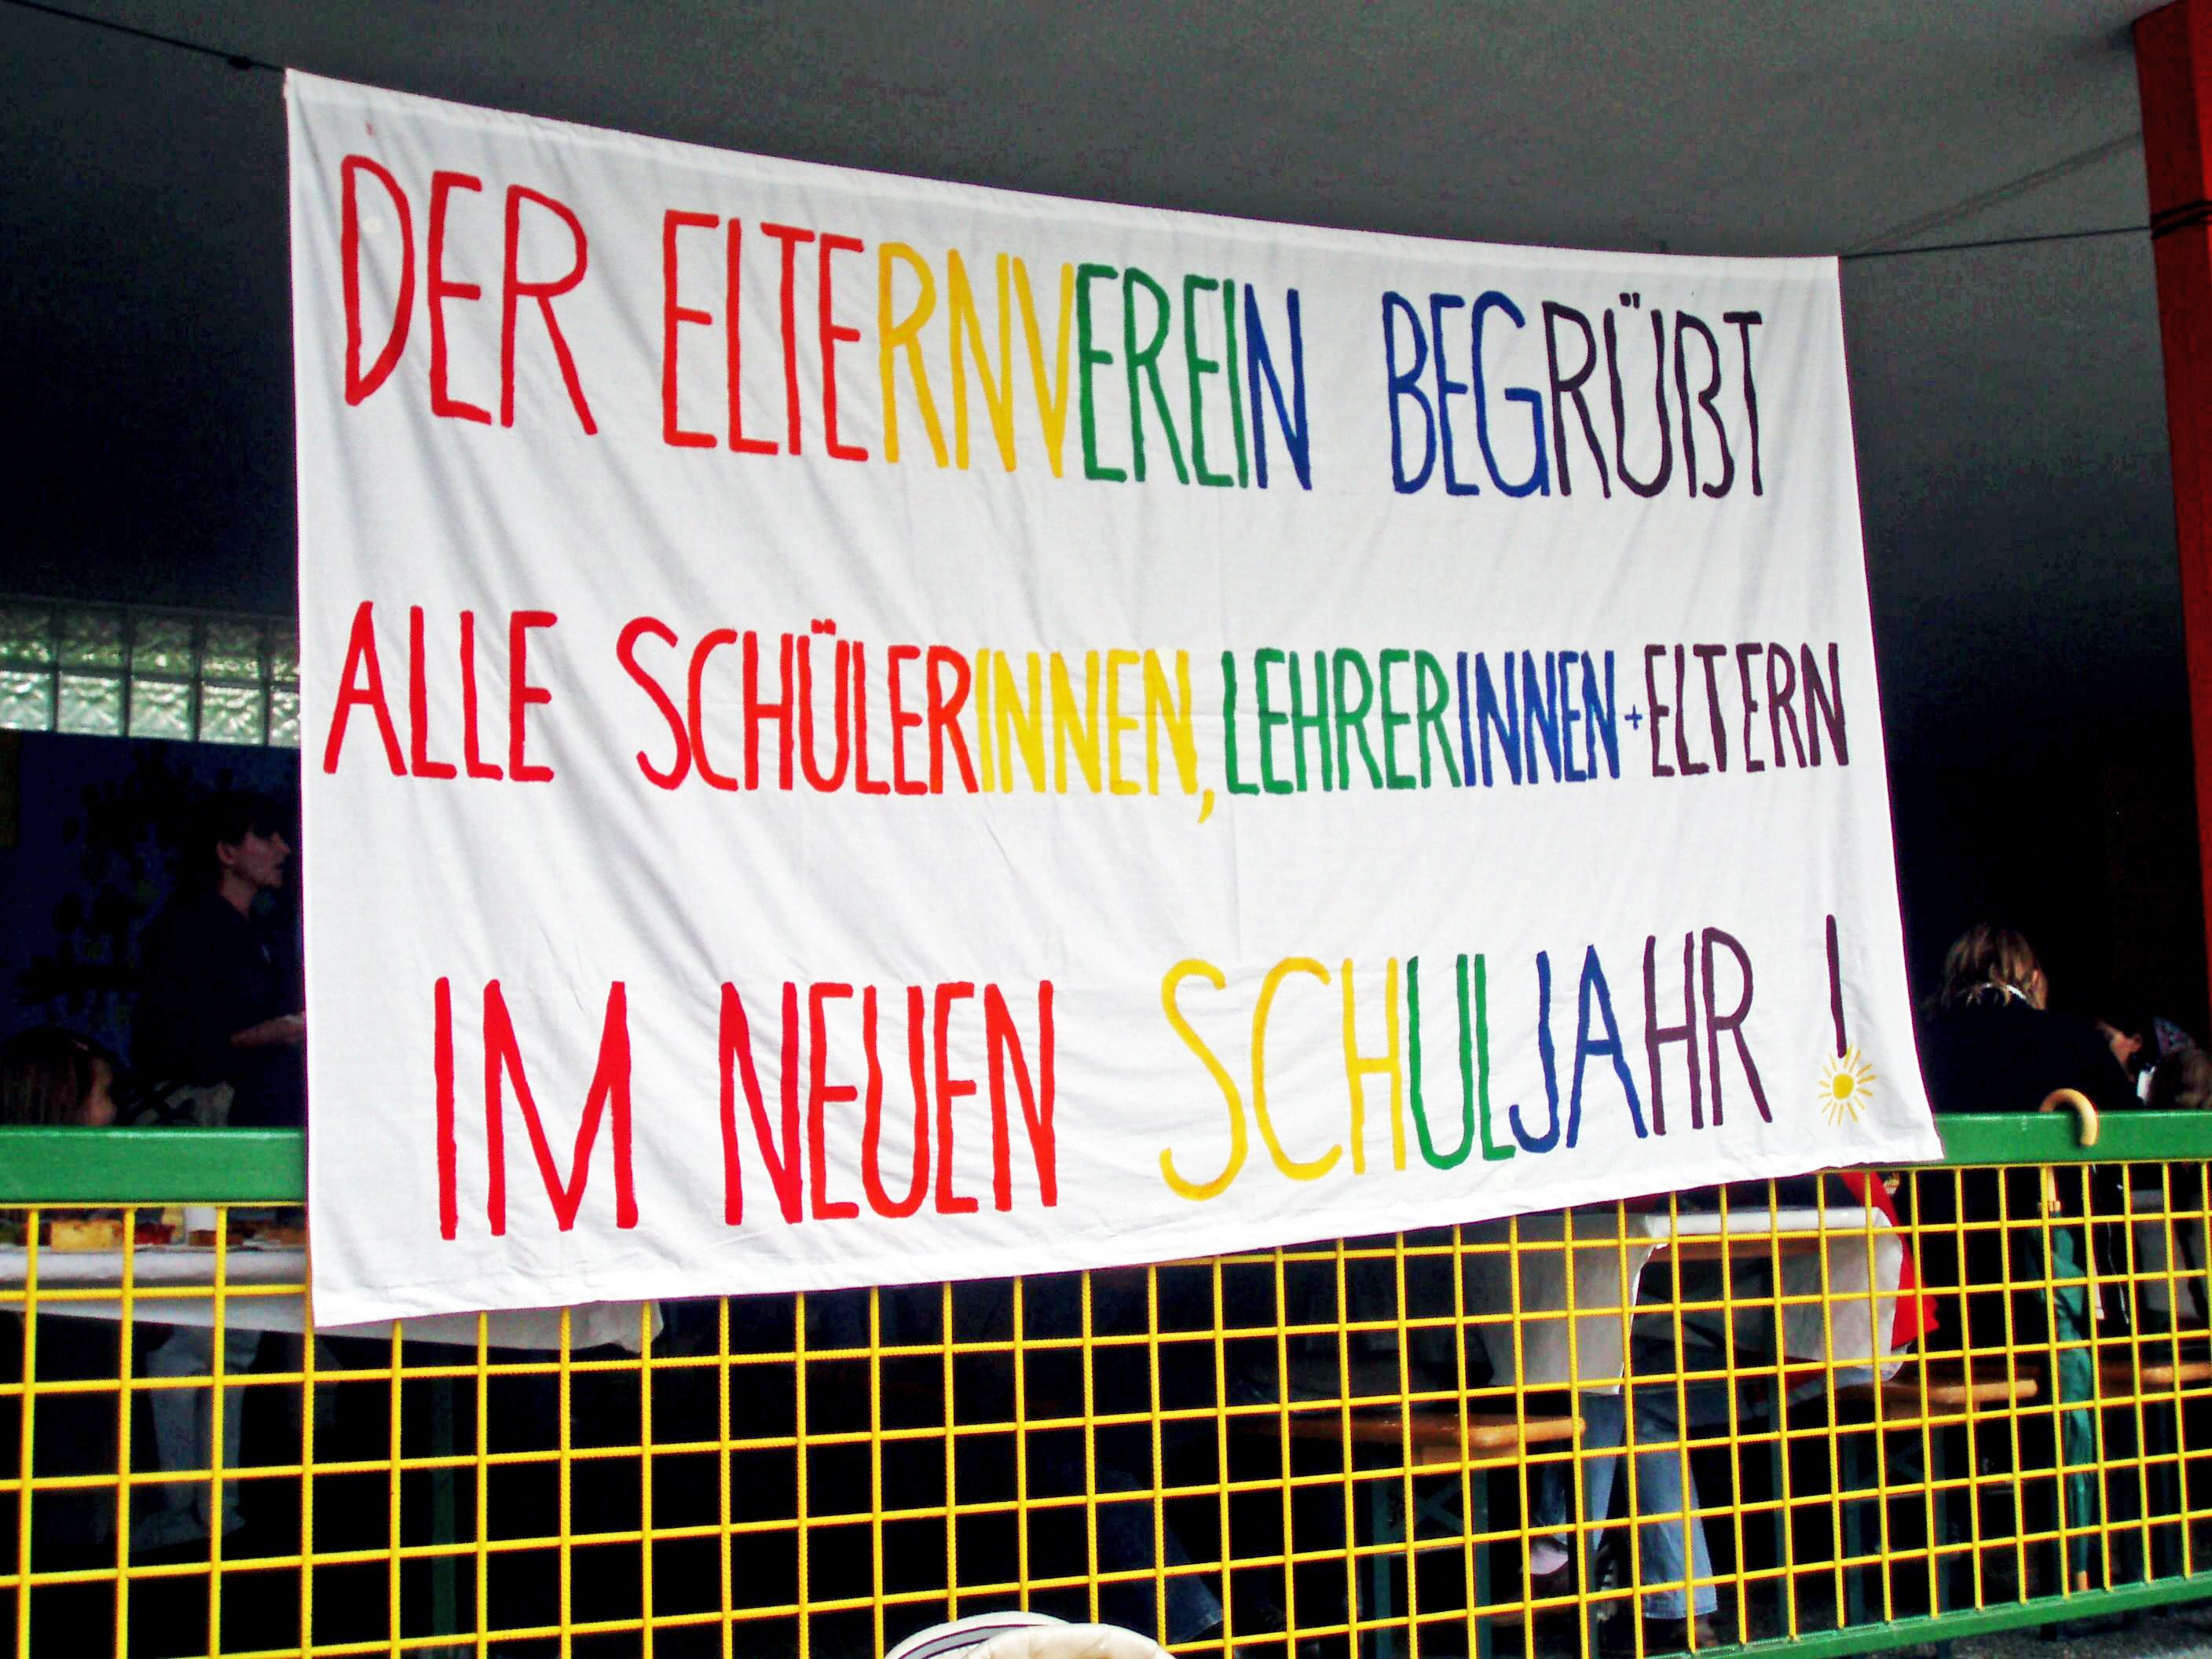 DER ELTERNVEREIN BEGRÜßT
ALLE SCHÜLERINNEN, LEHRERINNEN + ELTERN
IM NEUEN SCHULJAHR !